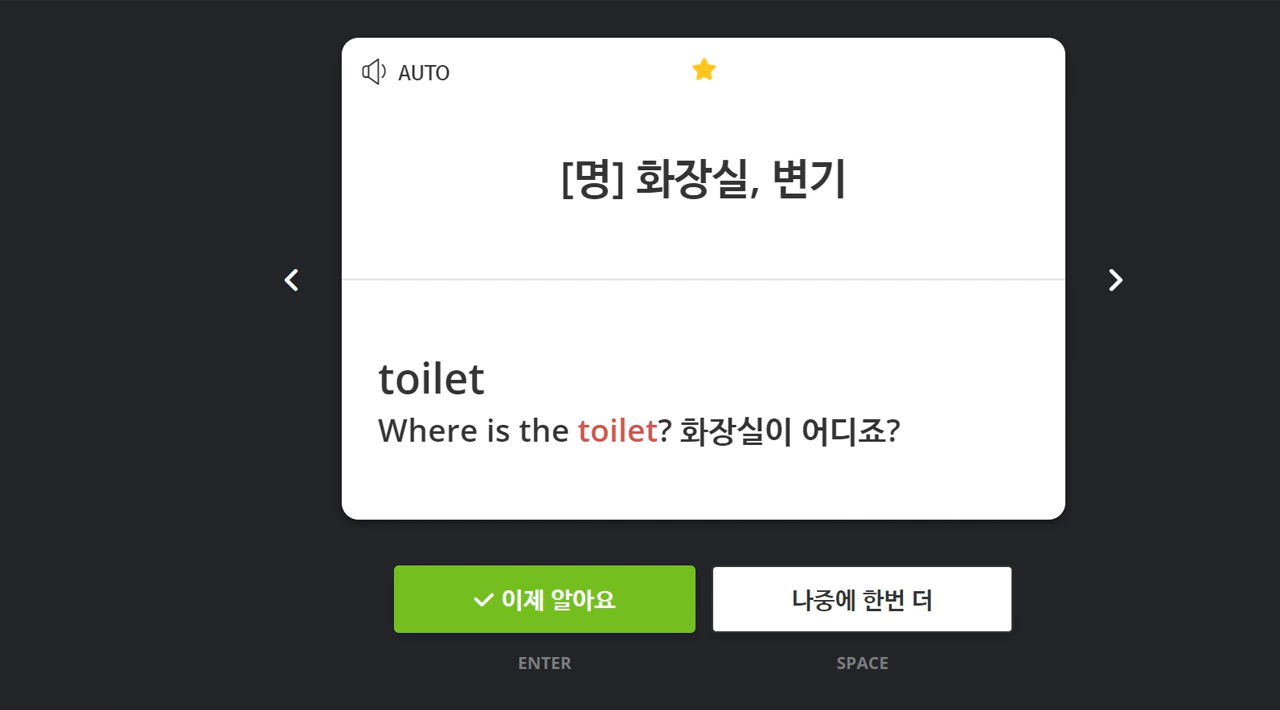 AUTO
[명] 화장실, 변기
toilet
Where is the toilet? 화장실이 어디죠?
이제 알아요
나중에 한번 더
ENTER
SPACE